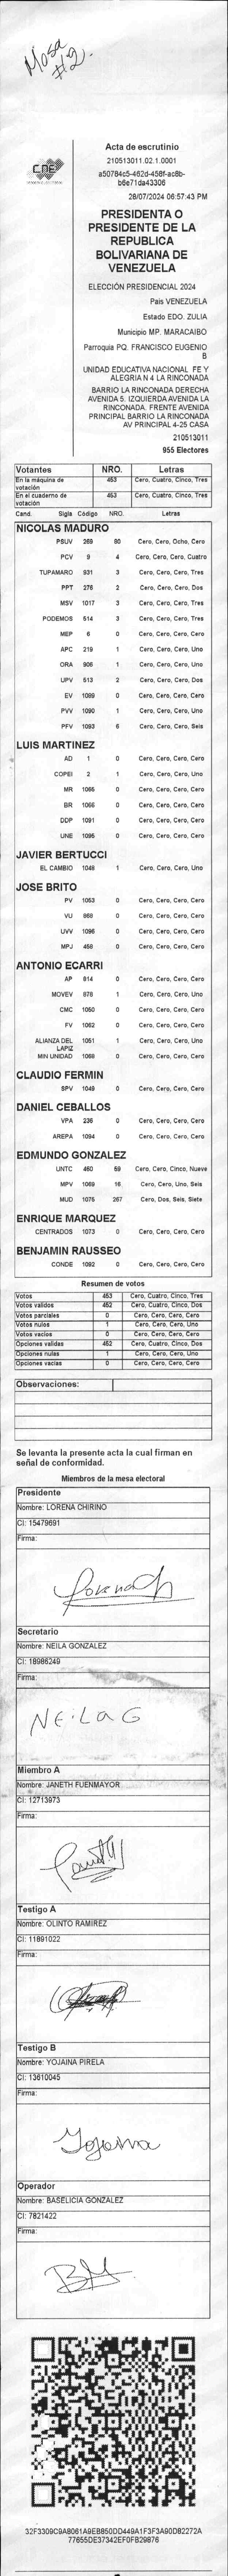 Mesa
#2.
CNE
Acta de escrutinio
210513011.02.1.0001
a50784c5-462d-458f-ac8b-
b6e71da43306
28/07/2024 06:57:43 PM
PRESIDENTA O
PRESIDENTE DE LA
REPUBLICA
BOLIVARIANA DE
VENEZUELA
ELECCIÓN PRESIDENCIAL 2024
Pais VENEZUELA
Estado EDO. ZULIA
Municipio MP. MARACAIBO
Parroquia PQ. FRANCISCO EUGENIO
B
UNIDAD EDUCATIVA NACIONAL FE Y
ALEGRIA N 4 LA RINCONADA
BARRIO LA RINCONADA DERECHA
AVENIDA 5. IZQUIERDA AVENIDA LA
RINCONADA. FRENTE AVENIDA
PRINCIPAL BARRIO LA RINCONADA
AV PRINCIPAL 4-25 CASA
210513011
955 Electores
Votantes NRO. Letras
En la máquina de votación 453 Cero, Cuatro, Cinco, Tres
En el cuaderno de votación 453 Cero, Cuatro, Cinco, Tres
Cand. Sigla Código NRO. Letras
NICOLAS MADURO
PSUV 269 80 Cero, Cero, Ocho, Cero
PCV 9 4 Cero, Cero, Cero, Cuatro
TUPAMARO 931 3 Cero, Cero, Cero, Tres
PPT 276 2 Cero, Cero, Cero, Dos
MSV 1017 3 Cero, Cero, Cero, Tres
PODEMOS 514 3 Cero, Cero, Cero, Tres
MEP 6 0 Cero, Cero, Cero, Cero
APC 219 1 Cero, Cero, Cero, Uno
ORA 906 1 Cero, Cero, Cero, Uno
UPV 513 2 Cero, Cero, Cero, Dos
EV 1089 0 Cero, Cero, Cero, Cero
PVV 1090 1 Cero, Cero, Cero, Uno
PFV 1093 6 Cero, Cero, Cero, Seis
LUIS MARTINEZ
AD 1 0 Cero, Cero, Cero, Cero
COPEI 2 1 Cero, Cero, Cero, Uno
MR 1065 0 Cero, Cero, Cero, Cero
BR 1066 0 Cero, Cero, Cero, Cero
DDP 1091 0 Cero, Cero, Cero, Cero
UNE 1095 0 Cero, Cero, Cero, Cero
JAVIER BERTUCCI
EL CAMBIO 1048 1 Cero, Cero, Cero, Uno
JOSE BRITO
PV 1053 0 Cero, Cero, Cero, Cero
VU 869 0 Cero, Cero, Cero, Cero
UVV 1096 0 Cero, Cero, Cero, Cero
MPJ 456 0 Cero, Cero, Cero, Cero
ANTONIO ECARRI
AP 914 0 Cero, Cero, Cero, Cero
MOVEV 878 1 Cero, Cero, Cero, Uno
CMC 1050 0 Cero, Cero, Cero, Cero
FV 1062 0 Cero, Cero, Cero, Cero
ALIANZA DEL LAPIZ 1051 1 Cero, Cero, Cero, Uno
MIN UNIDAD 1068 0 Cero, Cero, Cero, Cero
CLAUDIO FERMIN
SPV 1049 0 Cero, Cero, Cero, Cero
DANIEL CEBALLOS
VPA 236 0 Cero, Cero, Cero, Cero
AREPA 1094 0 Cero, Cero, Cero, Cero
EDMUNDO GONZALEZ
UNTC 460 59 Cero, Cero, Cinco, Nueve
MPV 1069 16 Cero, Cero, Uno, Seis
MUD 1075 267 Cero, Dos, Seis, Siete
ENRIQUE MARQUEZ
CENTRADOS 1073 0 Cero, Cero, Cero, Cero
BENJAMIN RAUSSEO
CONDE 1092 0 Cero, Cero, Cero, Cero
Resumen de votos
Votos 453 Cero, Cuatro, Cinco, Tres
Votos validos 452 Cero, Cuatro, Cinco, Dos
Votos parciales 0 Cero, Cero, Cero, Cero
Votos nulos 1 Cero, Cero, Cero, Uno
Votos vacios 0 Cero, Cero, Cero, Cero
Opciones validas 452 Cero, Cuatro, Cinco, Dos
Opciones nulas 1 Cero, Cero, Cero, Uno
Opciones vacias 0 Cero, Cero, Cero, Cero
Observaciones:
Se levanta la presente acta la cual firman en
señal de conformidad.
Miembros de la mesa electoral
Presidente
Nombre: LORENA CHIRINO
CI: 15479691
Firma:
Secretario
Nombre: NEILA GONZALEZ
CI: 18986249
Firma:
NEiLa G
Miembro A
Nombre: JANETH FUENMAYOR
CI: 12713973
Firma:
Testigo A
Nombre: OLINTO RAMIREZ
CI: 11891022
Firma:
Testigo B
Nombre: YOJAINA PIRELA
CI: 13610045
Firma:
Yojaina
Operador
Nombre: BASELICIA GONZALEZ
CI: 7821422
Firma:
32F3309C9A8061A9EB850DD449A1F3F3A90D82272A
77655DE37342EF0FB29876